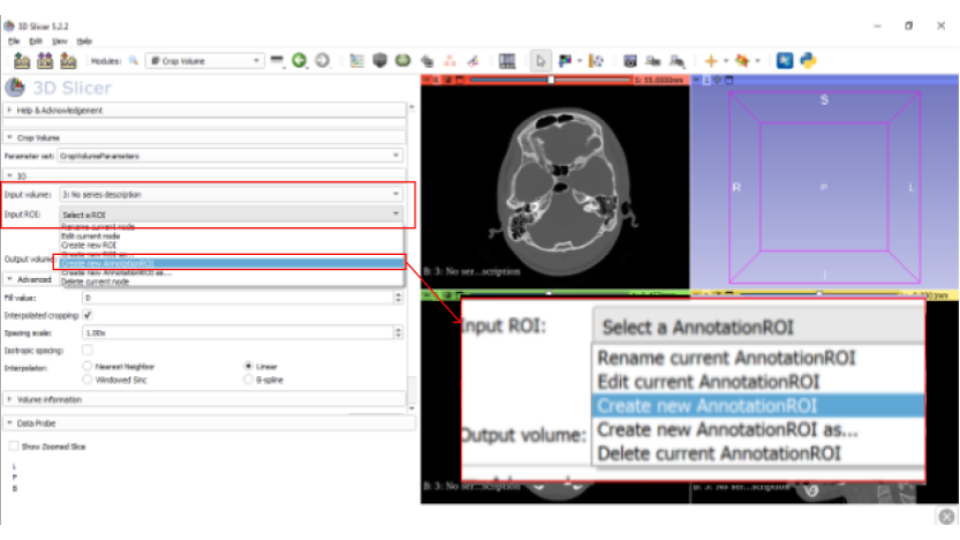 3D Slicer 5.2.2
File Edit View Help
Modules: Crop Volume
3D Slicer
Help & Acknowledgement
Crop Volume
Parameter set: CropVolumeParameters
IO
Input volume: 3: No series description
Input ROI: Select a ROI
Rename current node
Edit current node
Create new ROI
Create new ROI as...
Create new AnnotationROI
Output volume:
Create new AnnotationROI as...
Delete current node
Advanced
Fill value: 0
Interpolated cropping:
Spacing scale: 1.00x
Isotropic spacing:
Interpolator: Nearest Neighbor Linear
Windowed Sinc B-spline
Volume information
Data Probe
Show Zoomed Slice
L
F
B
R S: 55.0000mm
B: 3: No ser...scription
1
S
R P L
I
Input ROI: Select a AnnotationROI
Rename current AnnotationROI
Edit current AnnotationROI
Create new AnnotationROI
Output volume: Create new AnnotationROI as...
Delete current AnnotationROI
B: 3: No ser...scription
B: 3: No ser...scription